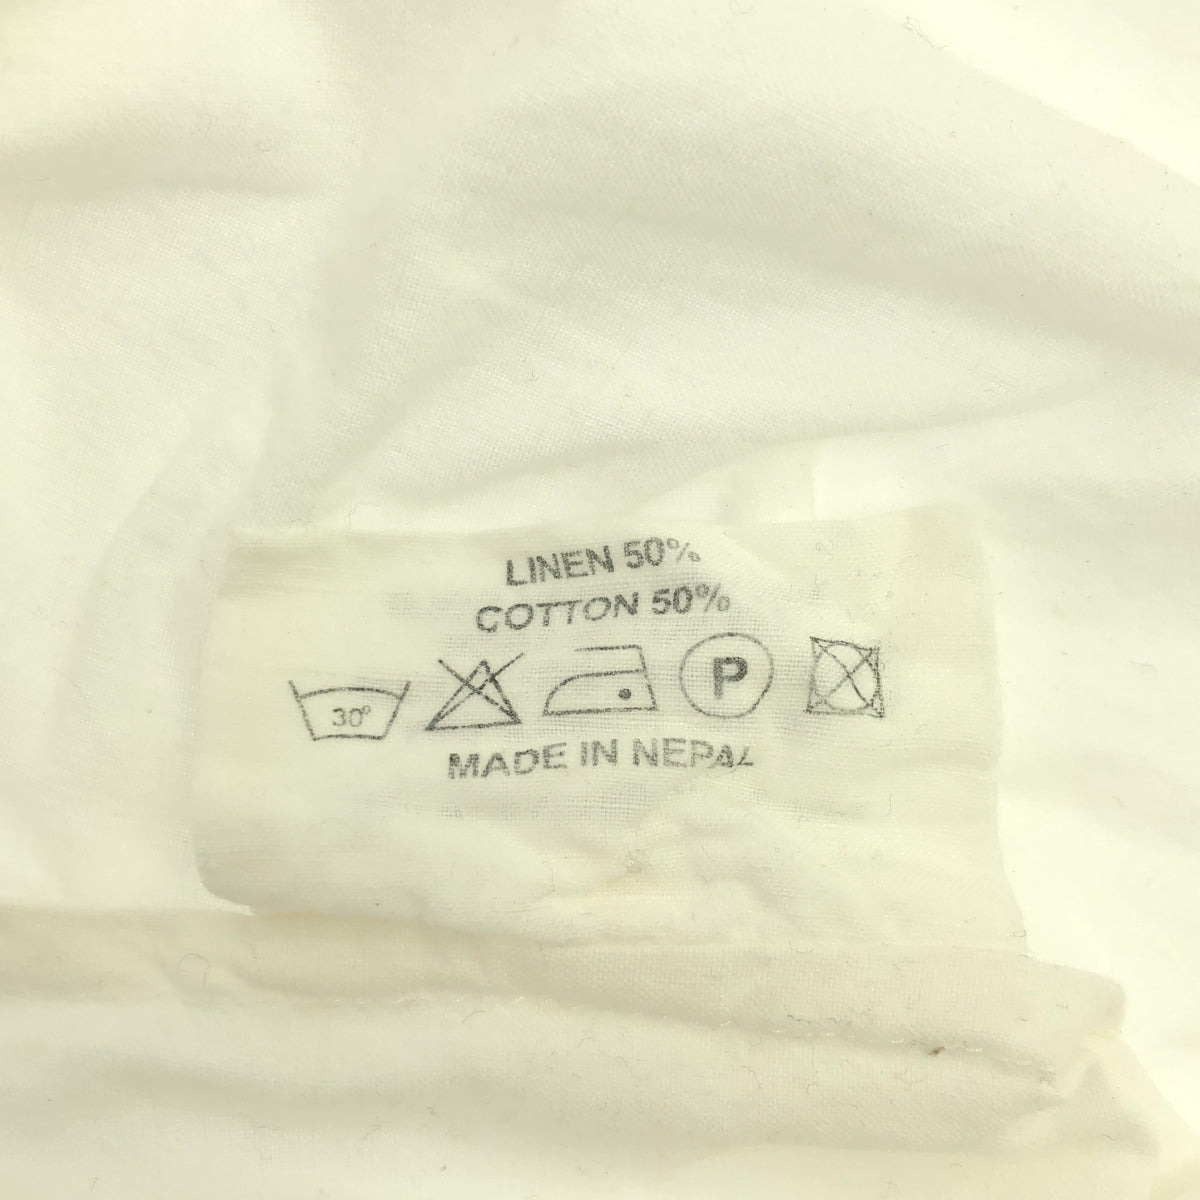 LINEN 50%
COTTON 50%
30°
P
MADE IN NEPAL